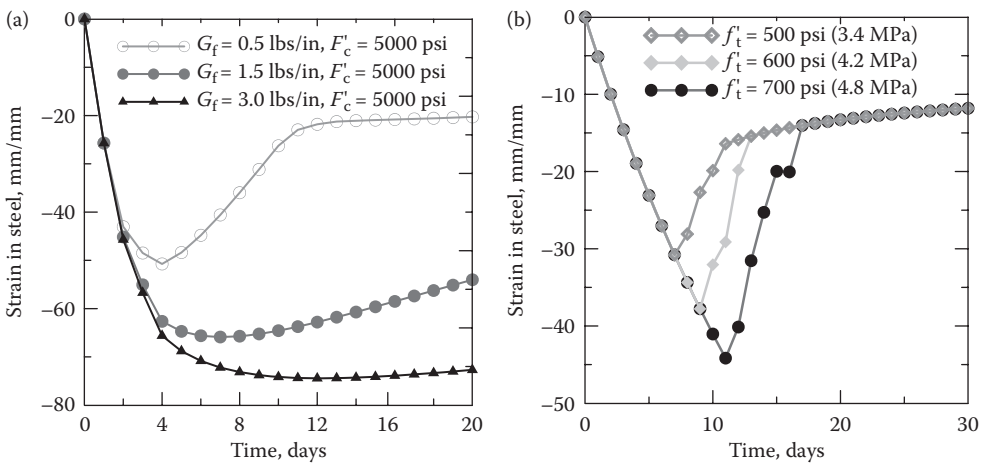 (a)
G_f = 0.5 lbs/in, F'_c = 5000 psi
G_f = 1.5 lbs/in, F'_c = 5000 psi
G_f = 3.0 lbs/in, F'_c = 5000 psi
Strain in steel, mm/mm
0
−20
−40
−60
−80
0 4 8 12 16 20
Time, days
(b)
f'_t = 500 psi (3.4 MPa)
f'_t = 600 psi (4.2 MPa)
f'_t = 700 psi (4.8 MPa)
Strain in steel, mm/mm
0
−10
−20
−30
−40
−50
0 10 20 30
Time, days